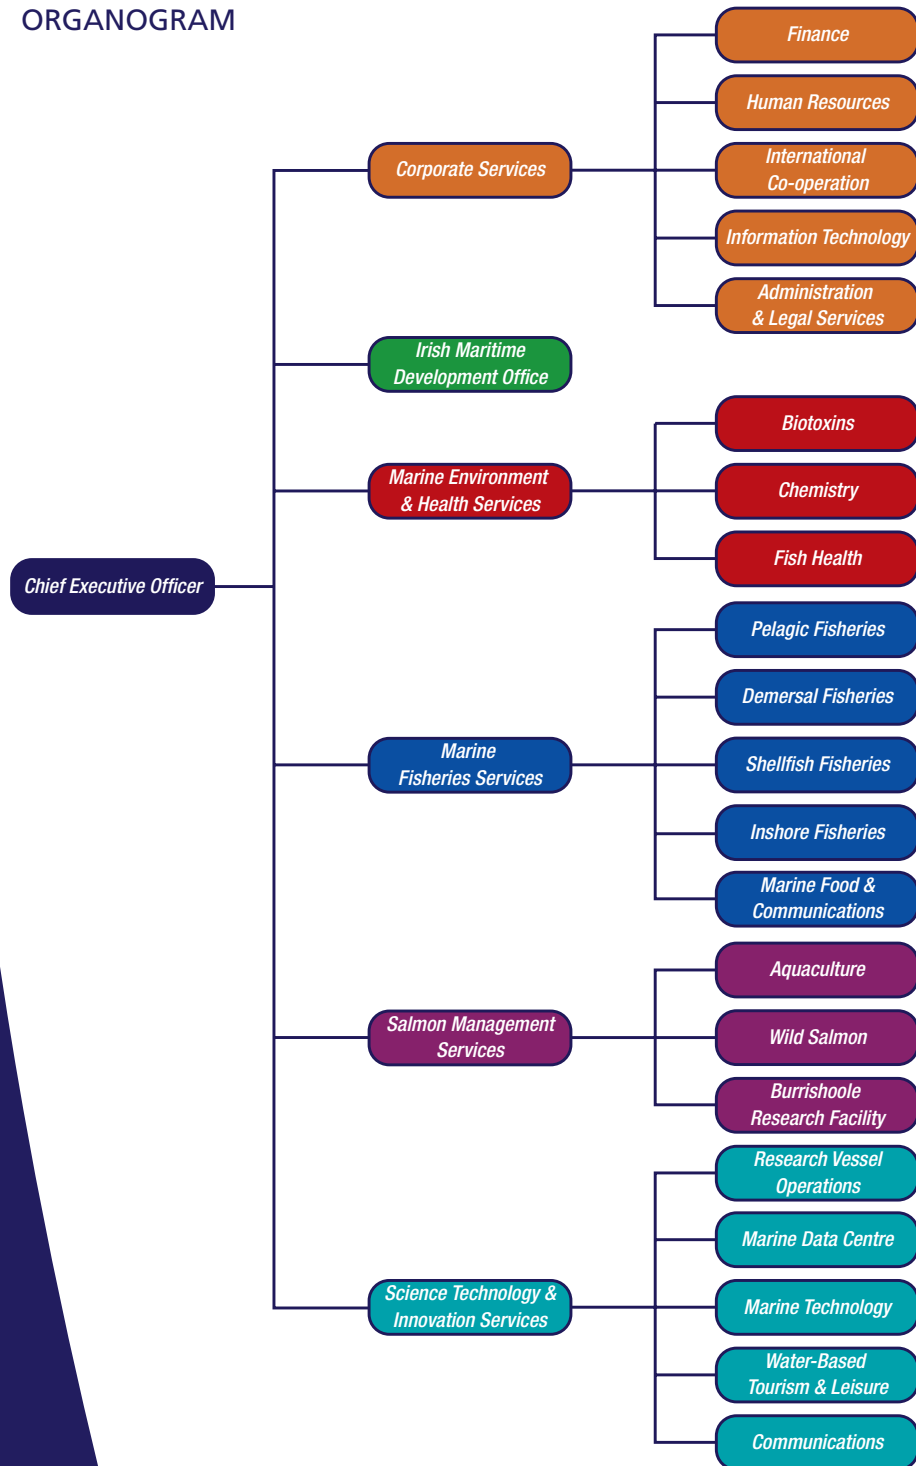 ORGANOGRAM
Finance
Human Resources
Corporate Services
International
Co-operation
Information Technology
Administration
& Legal Services
Irish Maritime
Development Office
Biotoxins
Marine Environment
& Health Services
Chemistry
Fish Health
Chief Executive Officer
Pelagic Fisheries
Demersal Fisheries
Marine
Fisheries Services
Shellfish Fisheries
Inshore Fisheries
Marine Food &
Communications
Aquaculture
Salmon Management
Services
Wild Salmon
Burrishoole
Research Facility
Research Vessel
Operations
Marine Data Centre
Science Technology &
Innovation Services
Marine Technology
Water-Based
Tourism & Leisure
Communications